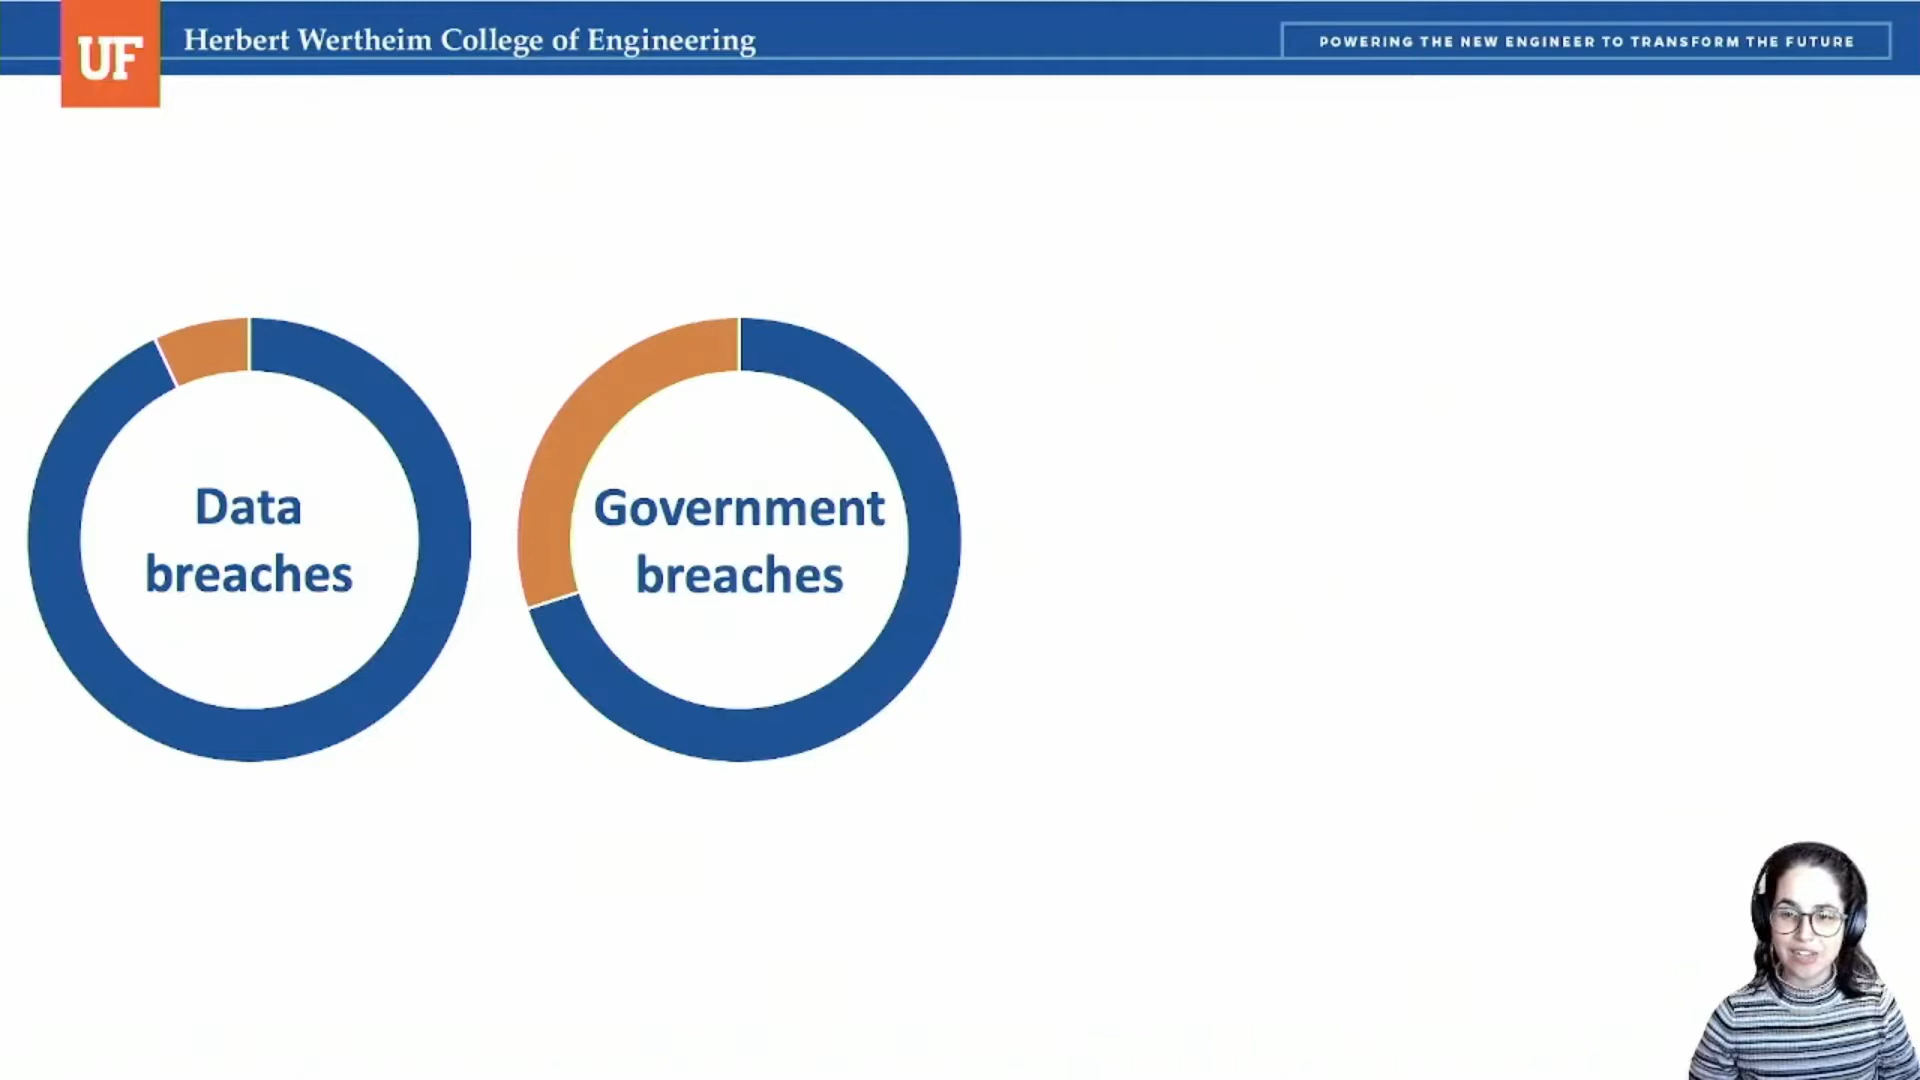 UF
Herbert Wertheim College of Engineering
POWERING THE NEW ENGINEER TO TRANSFORM THE FUTURE
Data
breaches
Government
breaches